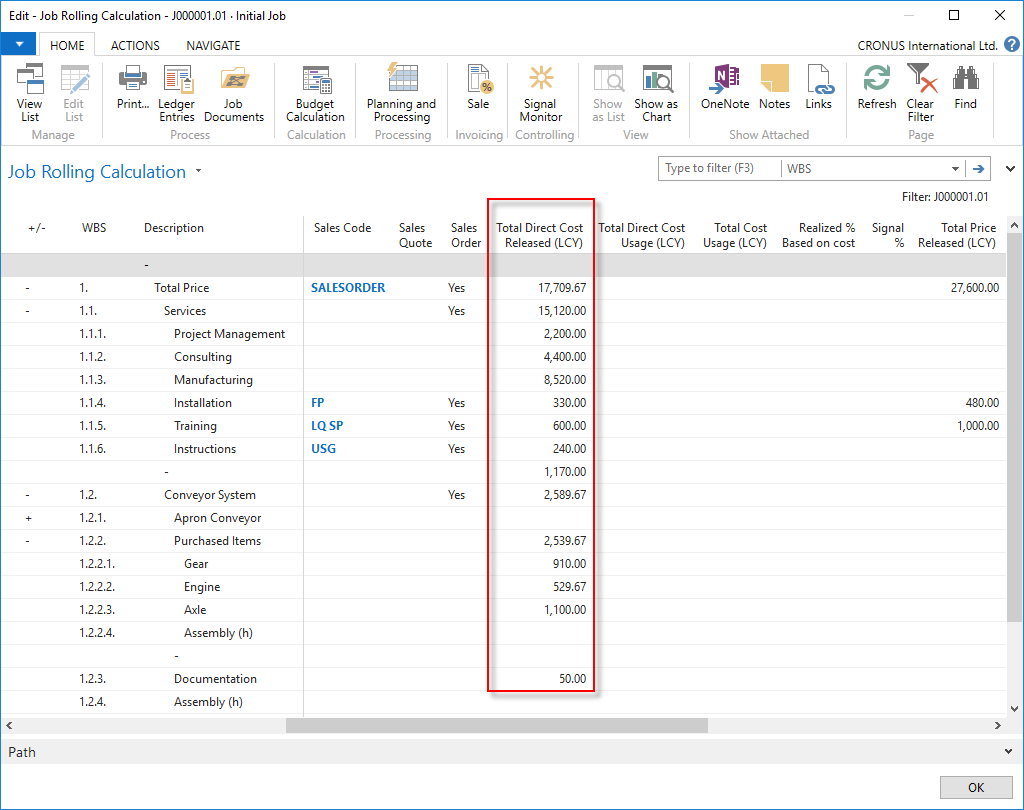 Edit - Job Rolling Calculation - J000001.01 · Initial Job
HOME ACTIONS NAVIGATE CRONUS International Ltd. ?
View List
Edit List
Manage
Print...
Ledger Entries
Job Documents
Process
Budget Calculation
Calculation
Planning and Processing
Processing
Sale
Invoicing
Signal Monitor
Controlling
Show as List
Show as Chart
View
OneNote
Notes
Links
Show Attached
Refresh
Clear Filter
Find
Page
Job Rolling Calculation
Type to filter (F3) WBS
Filter: J000001.01
+/- WBS Description Sales Code Sales Quote Sales Order Total Direct Cost Released (LCY) Total Direct Cost Usage (LCY) Total Cost Usage (LCY) Realized % Based on cost Signal % Total Price Released (LCY)
-
- 1. Total Price SALESORDER Yes 17,709.67 27,600.00
- 1.1. Services Yes 15,120.00
1.1.1. Project Management 2,200.00
1.1.2. Consulting 4,400.00
1.1.3. Manufacturing 8,520.00
1.1.4. Installation FP Yes 330.00 480.00
1.1.5. Training LQ SP Yes 600.00 1,000.00
1.1.6. Instructions USG Yes 240.00
- 1,170.00
- 1.2. Conveyor System Yes 2,589.67
+ 1.2.1. Apron Conveyor
- 1.2.2. Purchased Items 2,539.67
1.2.2.1. Gear 910.00
1.2.2.2. Engine 529.67
1.2.2.3. Axle 1,100.00
1.2.2.4. Assembly (h)
-
1.2.3. Documentation 50.00
1.2.4. Assembly (h)
Path
OK